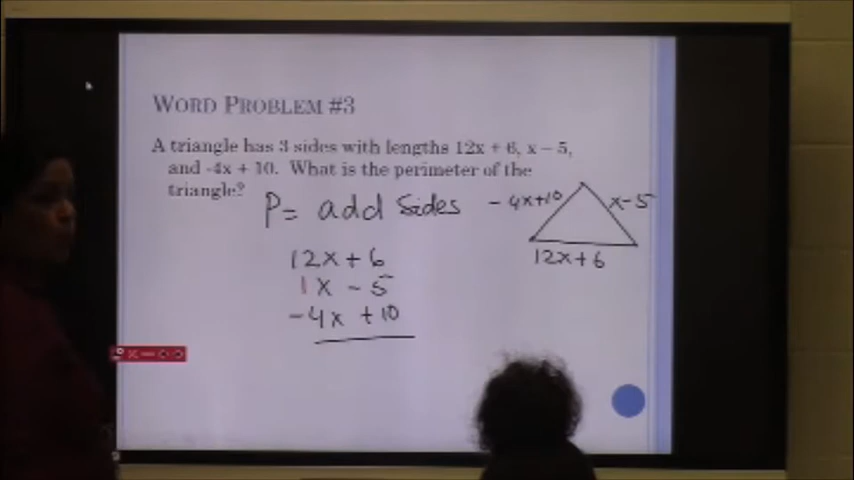 WORD PROBLEM #3
A triangle has 3 sides with lengths 12x + 6, x – 5,
and -4x + 10. What is the perimeter of the
triangle?
P= add Sides
-4x+10
x-5
12x+6
12x+6
1x - 5
-4x +10